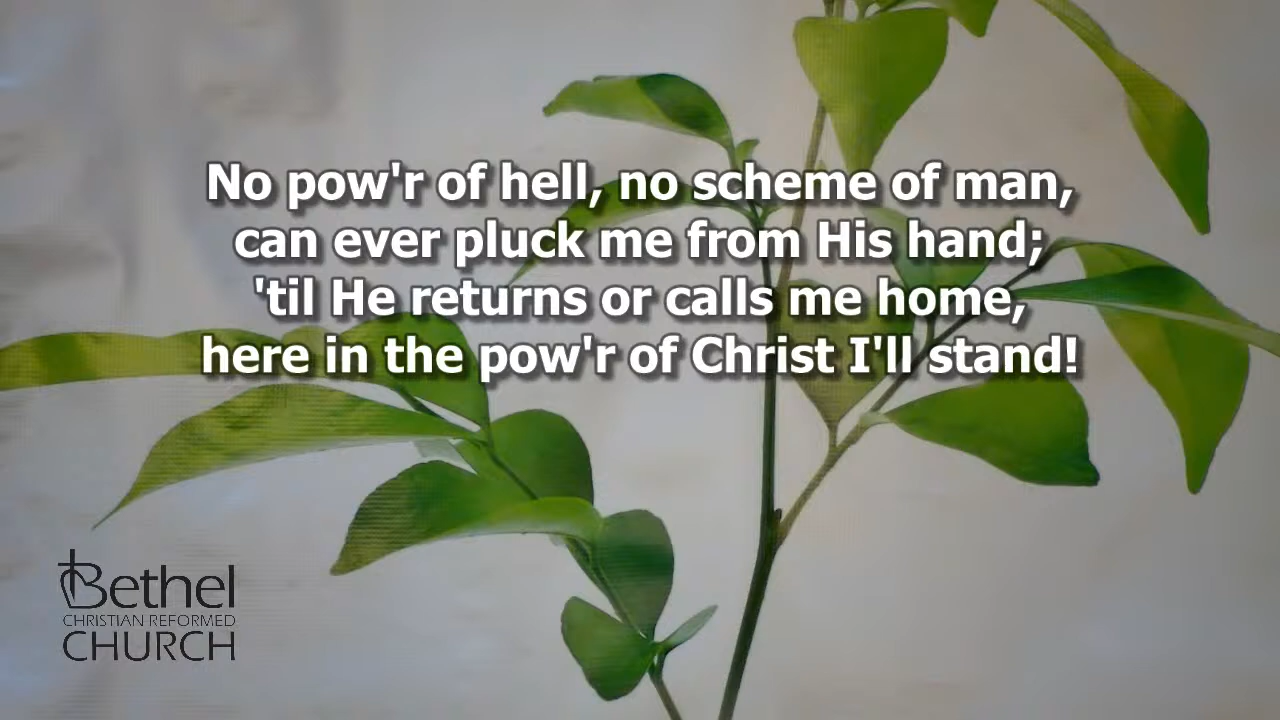 No pow'r of hell, no scheme of man,
can ever pluck me from His hand;
'til He returns or calls me home,
here in the pow'r of Christ I'll stand!
Bethel
CHRISTIAN REFORMED
CHURCH